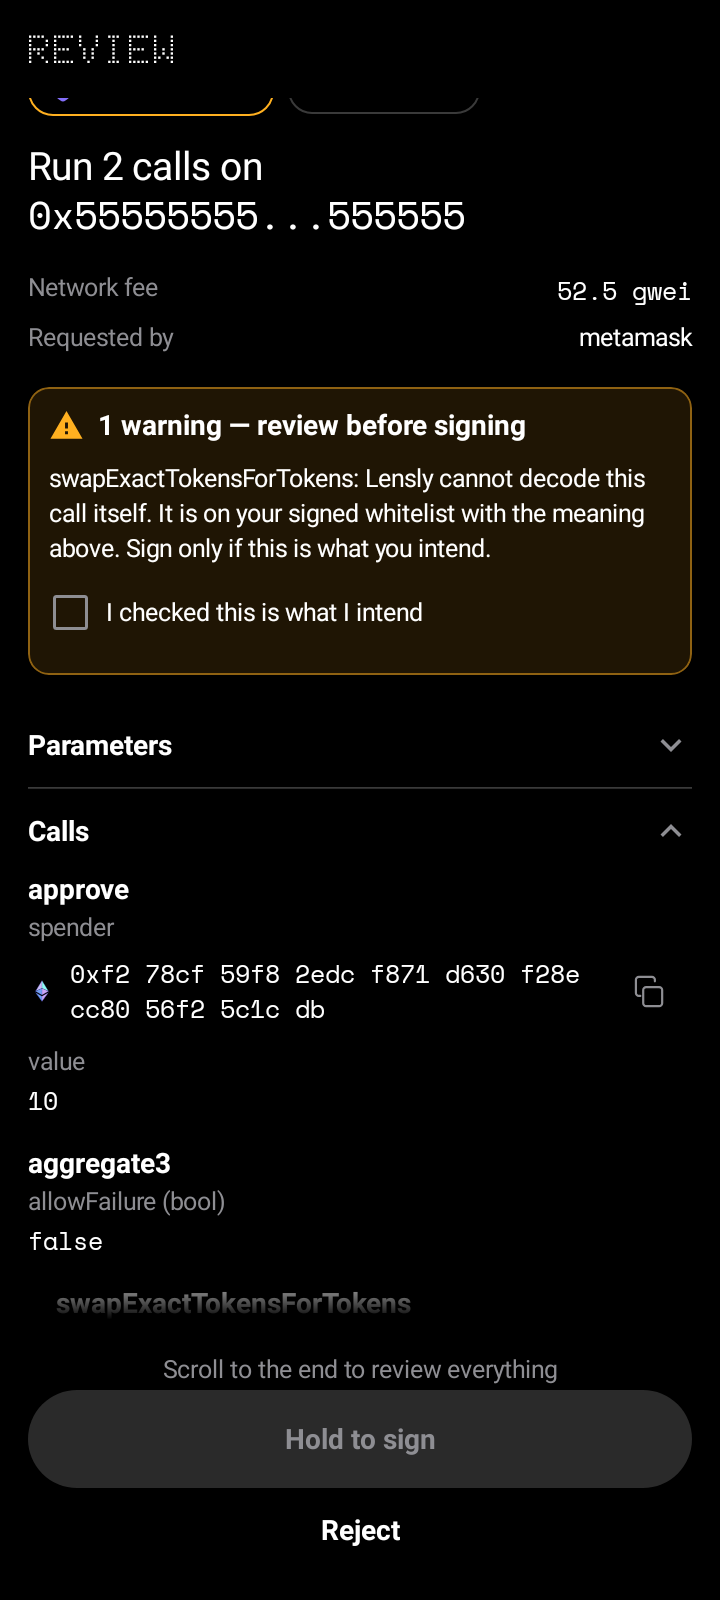 REVIEW
Run 2 calls on
0x55555555...555555
Network fee
52.5 gwei
Requested by
metamask
1 warning — review before signing
swapExactTokensForTokens: Lensly cannot decode this
call itself. It is on your signed whitelist with the meaning
above. Sign only if this is what you intend.
I checked this is what I intend
Parameters
Calls
approve
spender
0xf2 78cf 59f8 2edc f871 d630 f28e
cc80 56f2 5c1c db
value
10
aggregate3
allowFailure (bool)
false
swapExactTokensForTokens
Scroll to the end to review everything
Hold to sign
Reject